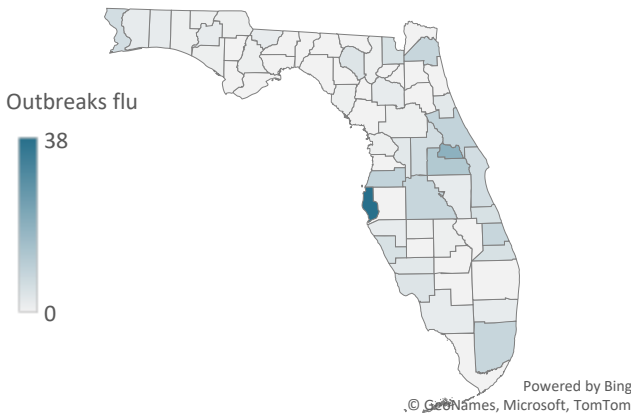 Outbreaks flu
38
0
Powered by Bing
© GeoNames, Microsoft, TomTom